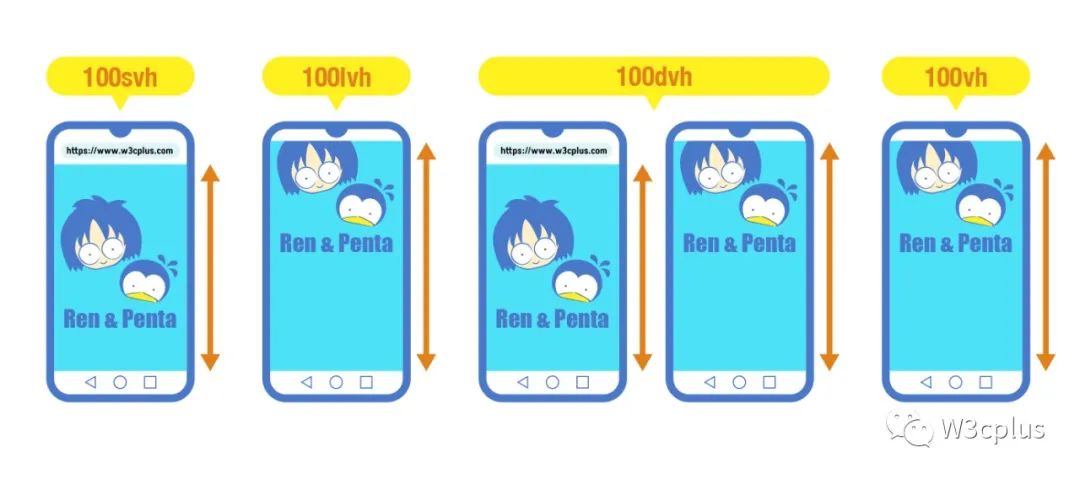 100svh
100lvh
100dvh
100vh
https://www.w3cplus.com
Ren & Penta
Ren & Penta
https://www.w3cplus.com
Ren & Penta
Ren & Penta
Ren & Penta
W3cplus